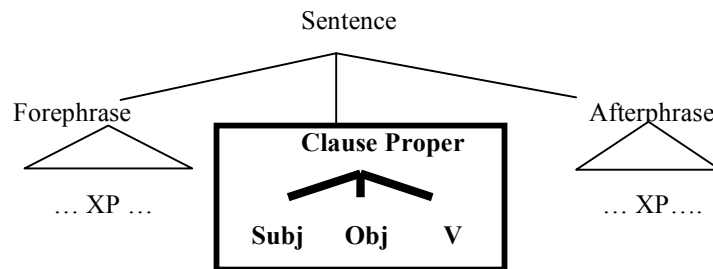 Sentence
Forephrase Afterphrase
Clause Proper
… XP … … XP….
Subj Obj V